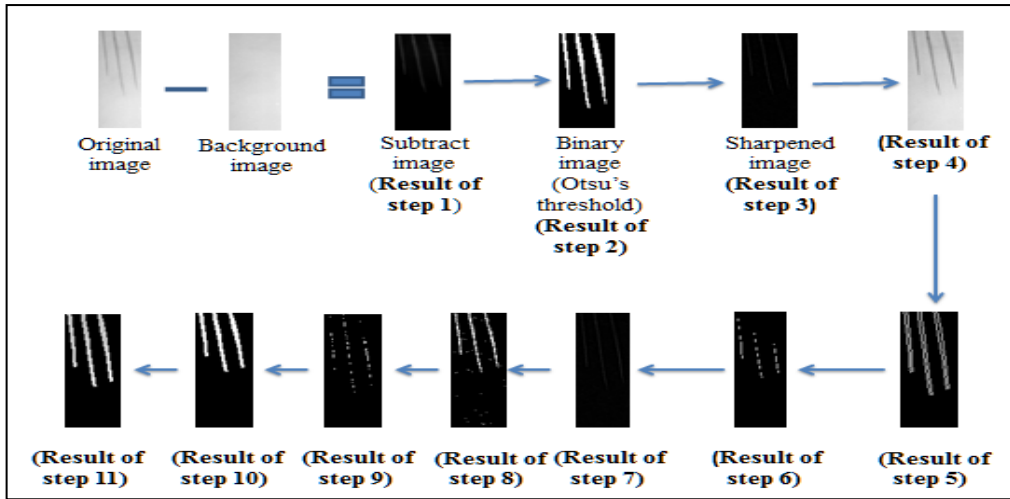 Original
image
Background
image
Subtract
image
(Result of
step 1)
Binary
image
(Otsu's
threshold)
(Result of
step 2)
Sharpened
image
(Result of
step 3)
(Result of
step 4)
(Result of
step 11)
(Result of
step 10)
(Result of
step 9)
(Result of
step 8)
(Result of
step 7)
(Result of
step 6)
(Result of
step 5)